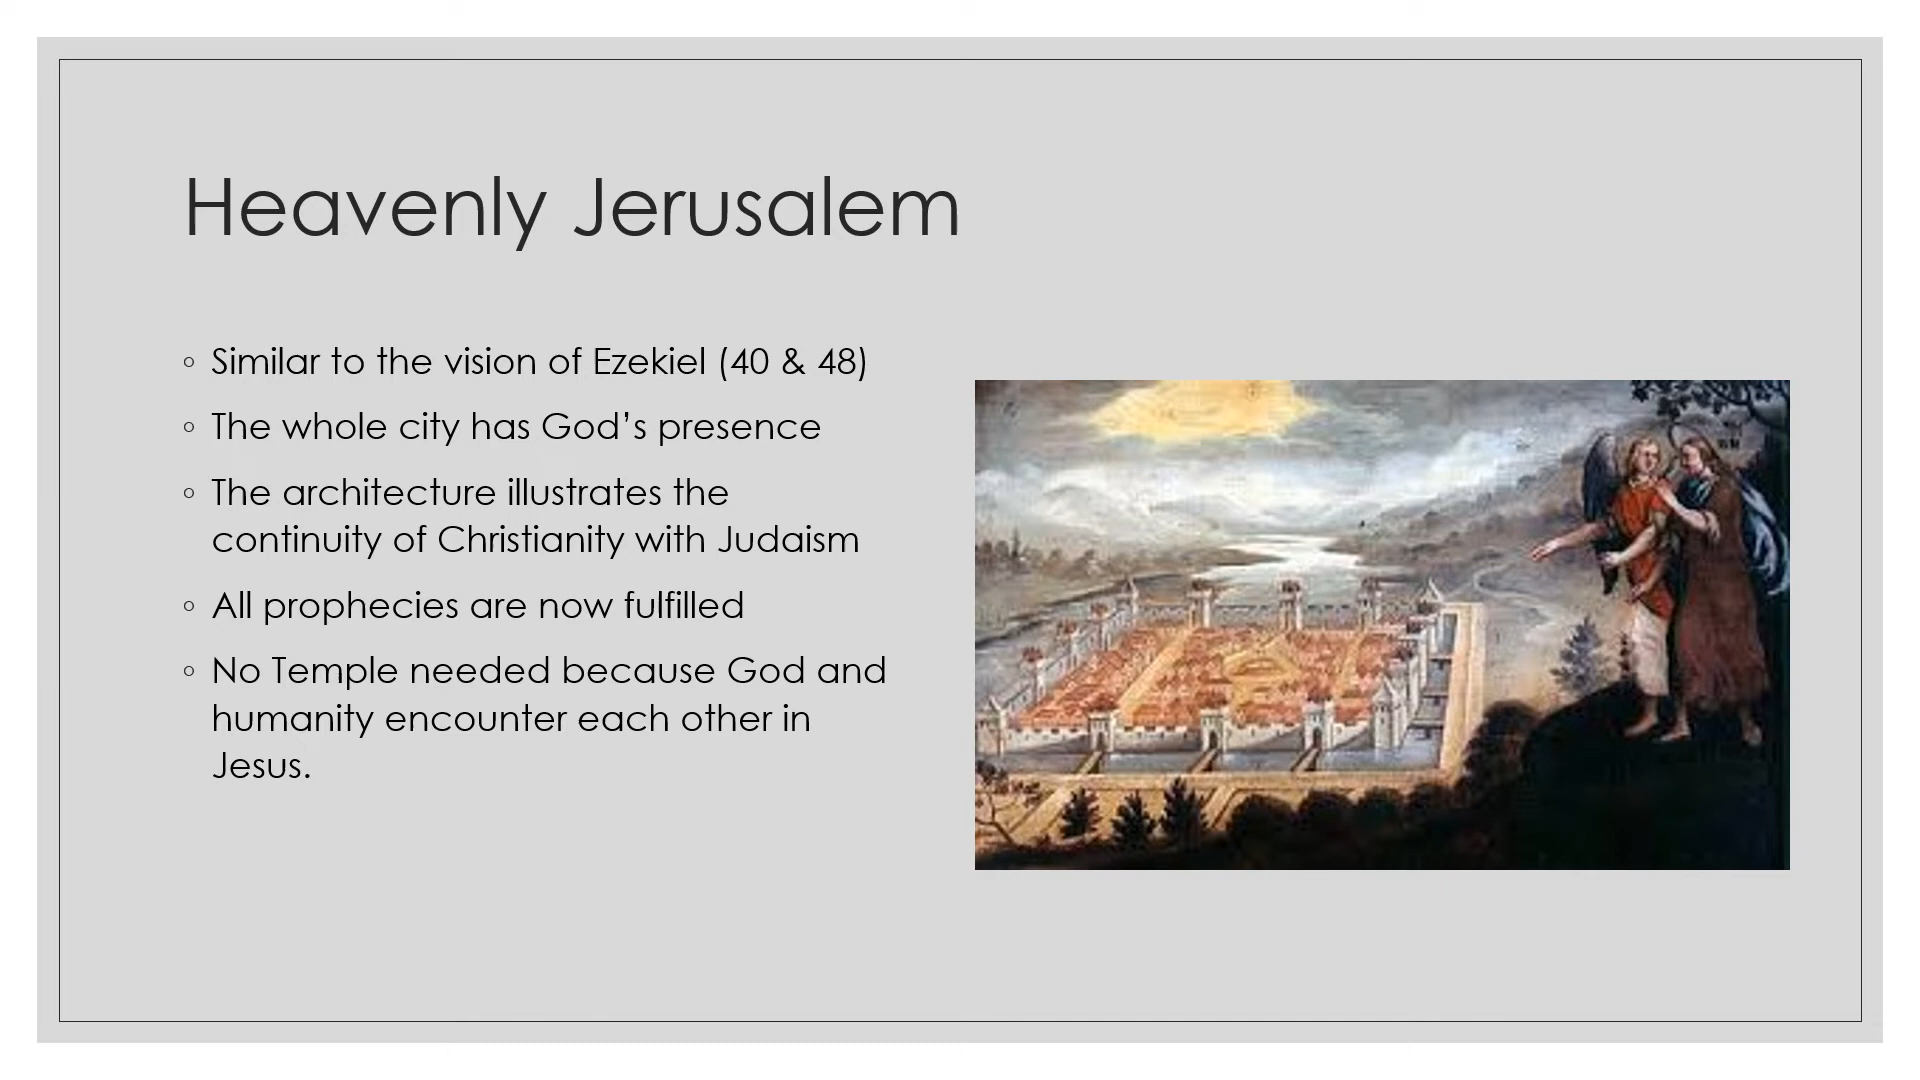 Heavenly Jerusalem
◦ Similar to the vision of Ezekiel (40 & 48)
◦ The whole city has God’s presence
◦ The architecture illustrates the
continuity of Christianity with Judaism
◦ All prophecies are now fulfilled
◦ No Temple needed because God and
humanity encounter each other in
Jesus.